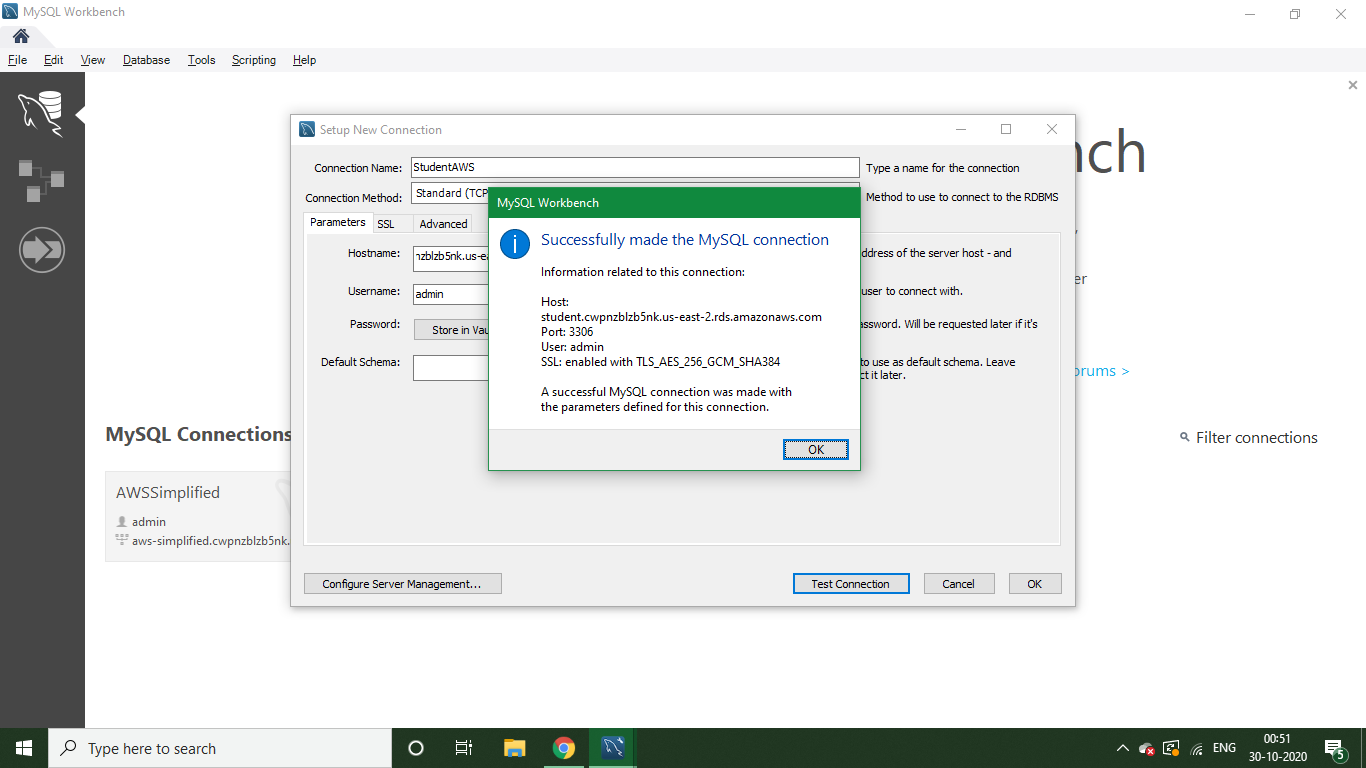 MySQL Workbench
File Edit View Database Tools Scripting Help
nch
Setup New Connection
Connection Name: StudentAWS Type a name for the connection
Connection Method: Standard (TCP Method to use to connect to the RDBMS
Parameters SSL Advanced
MySQL Workbench
Successfully made the MySQL connection
Information related to this connection:
Host:
student.cwpnzblzb5nk.us-east-2.rds.amazonaws.com
Port: 3306
User: admin
SSL: enabled with TLS_AES_256_GCM_SHA384
A successful MySQL connection was made with
the parameters defined for this connection.
OK
Hostname: nzblzb5nk.us-ea ddress of the server host - and
Username: admin user to connect with.
Password: Store in Vau assword. Will be requested later if it's
Default Schema: to use as default schema. Leave
ct it later.
er
orums >
MySQL Connections
Filter connections
AWSSimplified
admin
aws-simplified.cwpnzblzb5nk.
Configure Server Management... Test Connection Cancel OK
Type here to search
ENG
00:51
30-10-2020
5